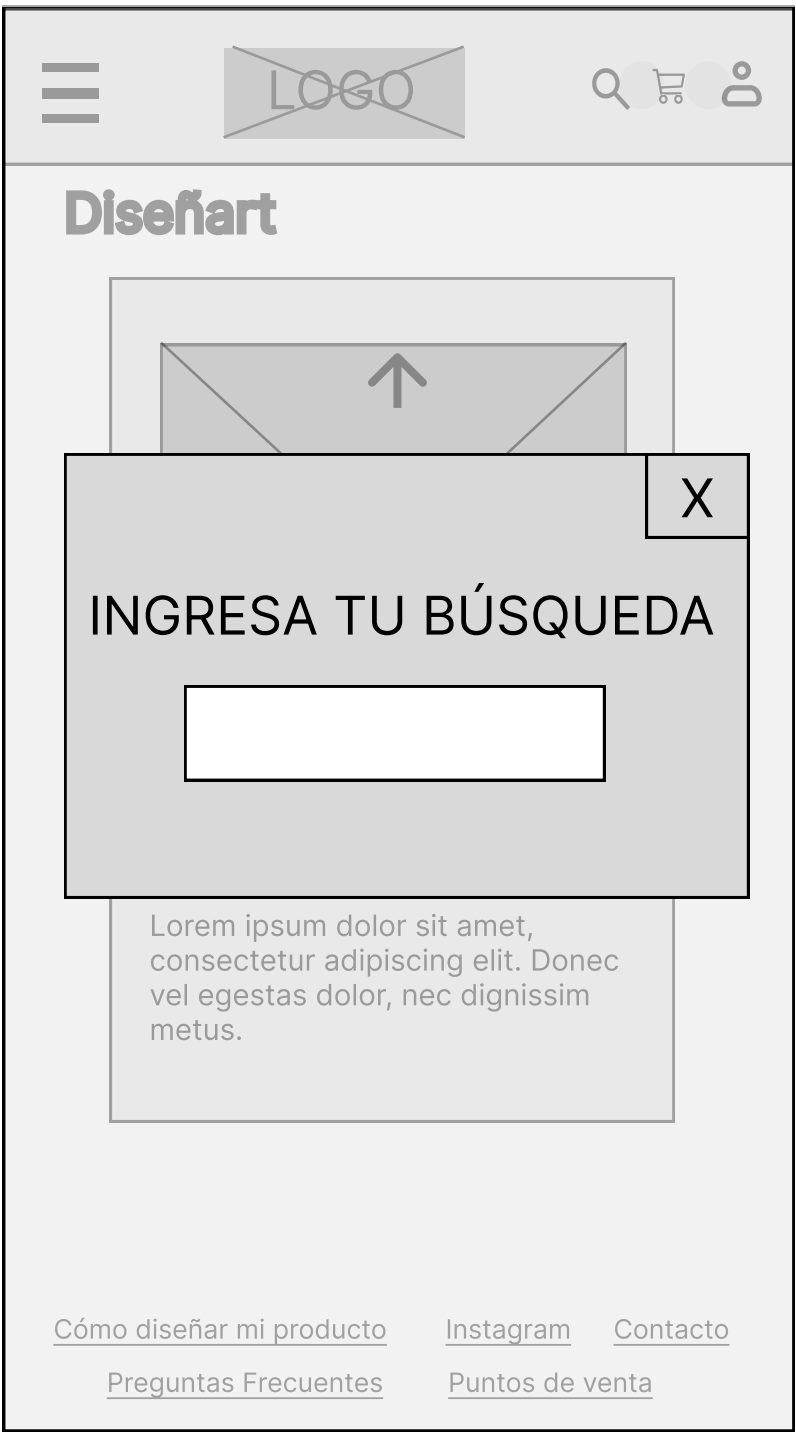 LOGO
Diseñart
X
INGRESA TU BÚSQUEDA
Lorem ipsum dolor sit amet,
consectetur adipiscing elit. Donec
vel egestas dolor, nec dignissim
metus.
Cómo diseñar mi producto Instagram Contacto
Preguntas Frecuentes Puntos de venta